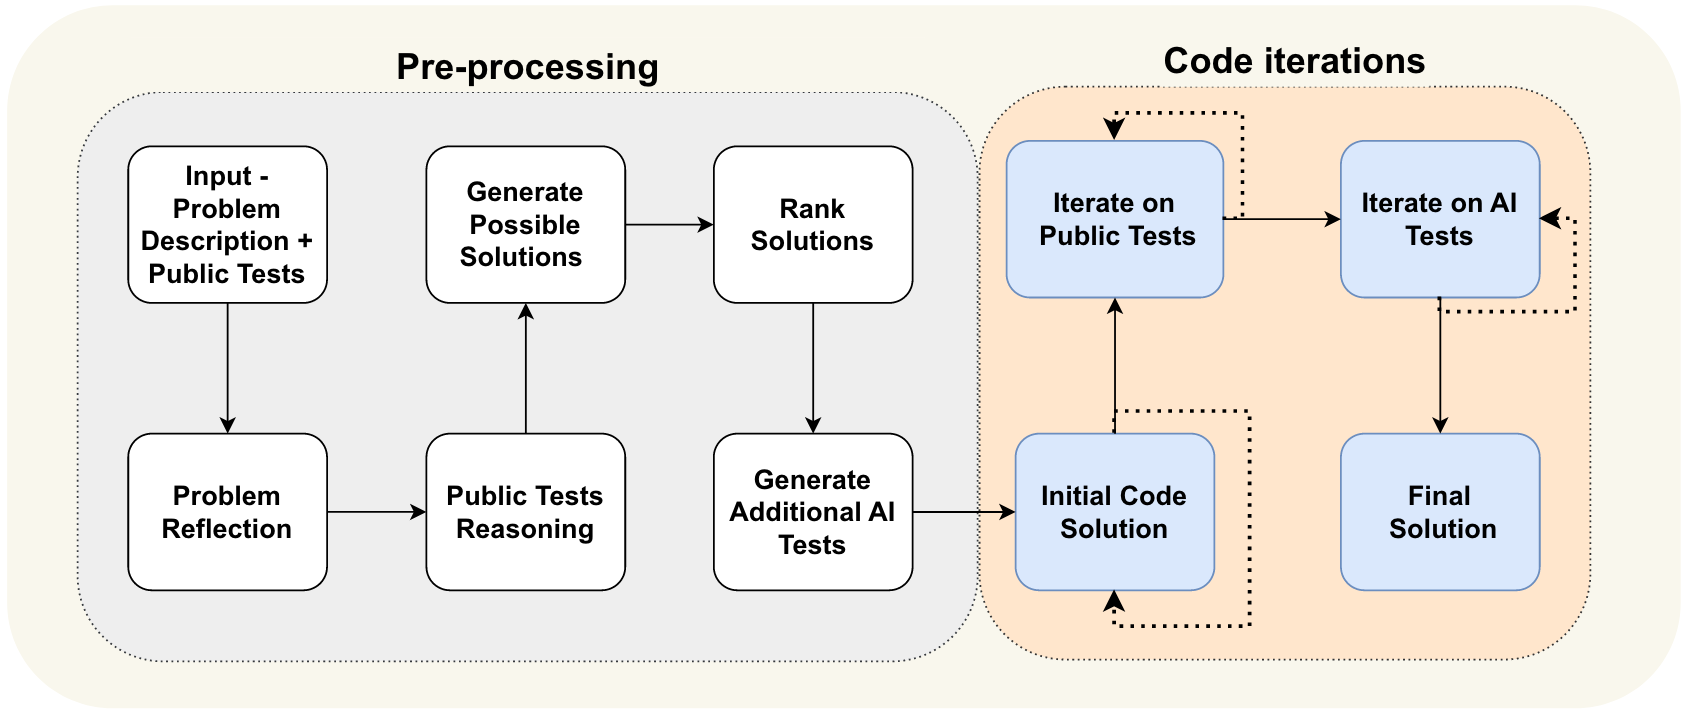 Pre-processing
Input -
Problem
Description +
Public Tests
Problem
Reflection
Public Tests
Reasoning
Generate
Possible
Solutions
Rank
Solutions
Generate
Additional AI
Tests
Code iterations
Initial Code
Solution
Iterate on
Public Tests
Iterate on AI
Tests
Final
Solution